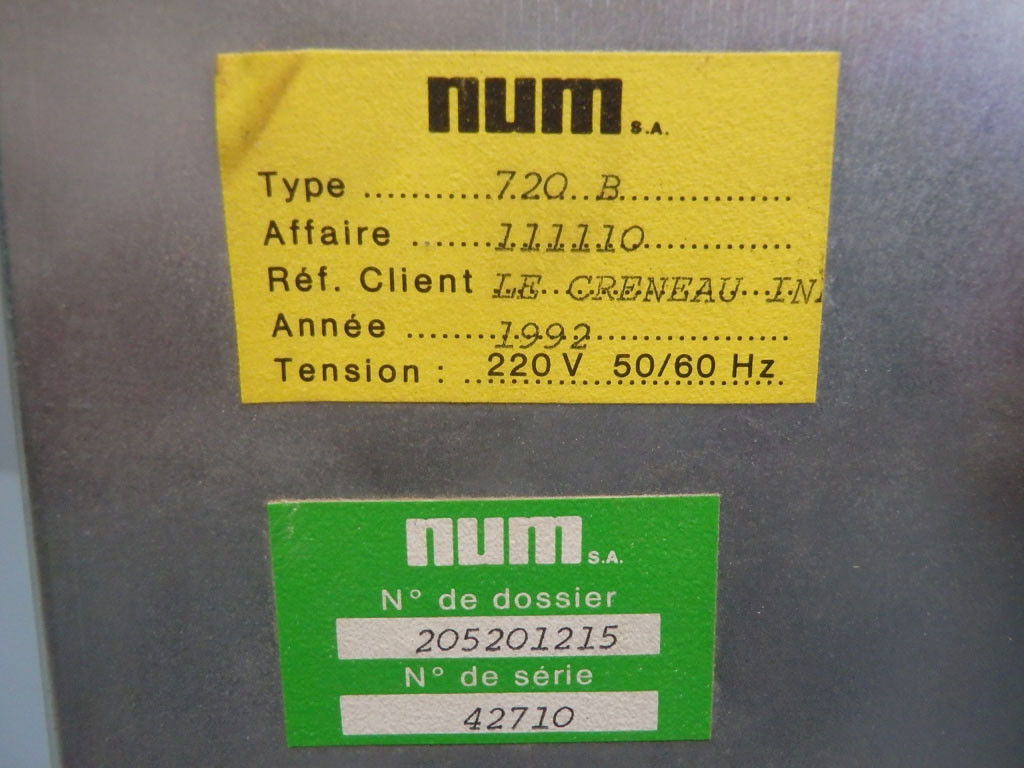 num S.A.
Type ........720 B..............
Affaire .......111110.............
Réf. Client LE CRENEAU
Année ........1992.............
Tension : ..220 V 50/60 Hz
num S.A.
N° de dossier
205201215
N° de série
42710